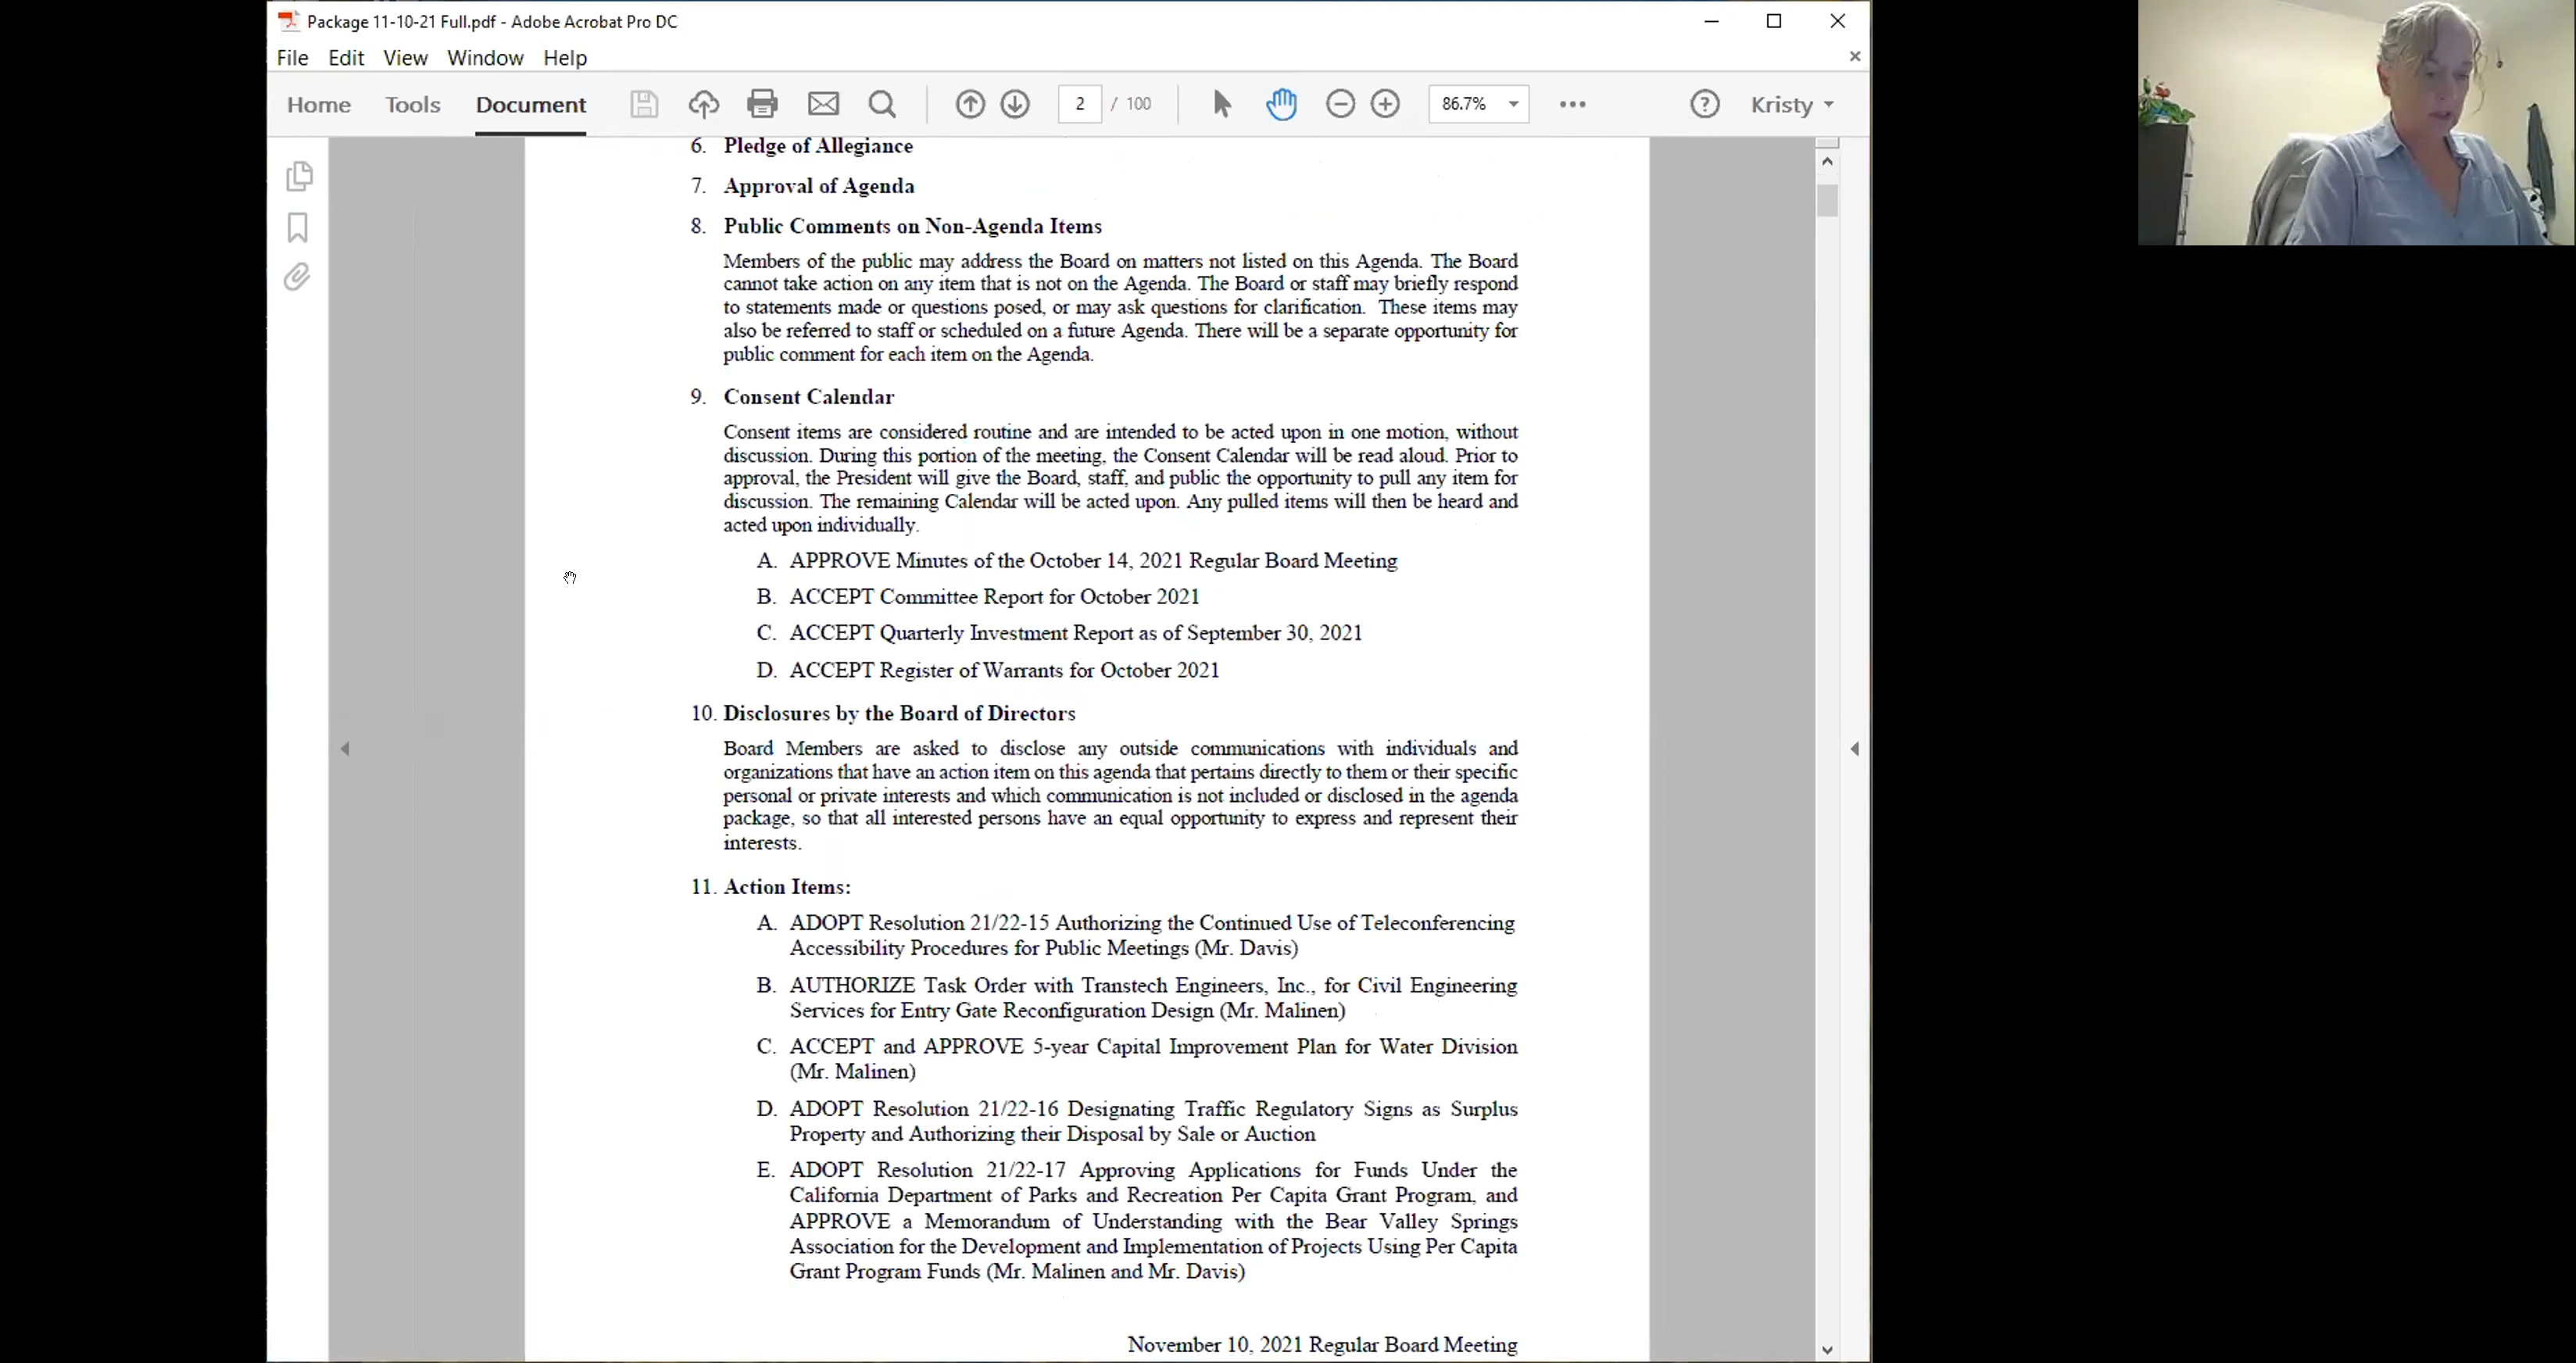 Package 11-10-21 Full.pdf - Adobe Acrobat Pro DC
File Edit View Window Help
Home Tools Document 2 / 100 86.7% Kristy
6. Pledge of Allegiance
7. Approval of Agenda
8. Public Comments on Non-Agenda Items
Members of the public may address the Board on matters not listed on this Agenda. The Board
cannot take action on any item that is not on the Agenda. The Board or staff may briefly respond
to statements made or questions posed, or may ask questions for clarification. These items may
also be referred to staff or scheduled on a future Agenda. There will be a separate opportunity for
public comment for each item on the Agenda.
9. Consent Calendar
Consent items are considered routine and are intended to be acted upon in one motion, without
discussion. During this portion of the meeting, the Consent Calendar will be read aloud. Prior to
approval, the President will give the Board, staff, and public the opportunity to pull any item for
discussion. The remaining Calendar will be acted upon. Any pulled items will then be heard and
acted upon individually.
A. APPROVE Minutes of the October 14, 2021 Regular Board Meeting
B. ACCEPT Committee Report for October 2021
C. ACCEPT Quarterly Investment Report as of September 30, 2021
D. ACCEPT Register of Warrants for October 2021
10. Disclosures by the Board of Directors
Board Members are asked to disclose any outside communications with individuals and
organizations that have an action item on this agenda that pertains directly to them or their specific
personal or private interests and which communication is not included or disclosed in the agenda
package, so that all interested persons have an equal opportunity to express and represent their
interests.
11. Action Items:
A. ADOPT Resolution 21/22-15 Authorizing the Continued Use of Teleconferencing
Accessibility Procedures for Public Meetings (Mr. Davis)
B. AUTHORIZE Task Order with Transtech Engineers, Inc., for Civil Engineering
Services for Entry Gate Reconfiguration Design (Mr. Malinen)
C. ACCEPT and APPROVE 5-year Capital Improvement Plan for Water Division
(Mr. Malinen)
D. ADOPT Resolution 21/22-16 Designating Traffic Regulatory Signs as Surplus
Property and Authorizing their Disposal by Sale or Auction
E. ADOPT Resolution 21/22-17 Approving Applications for Funds Under the
California Department of Parks and Recreation Per Capita Grant Program, and
APPROVE a Memorandum of Understanding with the Bear Valley Springs
Association for the Development and Implementation of Projects Using Per Capita
Grant Program Funds (Mr. Malinen and Mr. Davis)
November 10, 2021 Regular Board Meeting